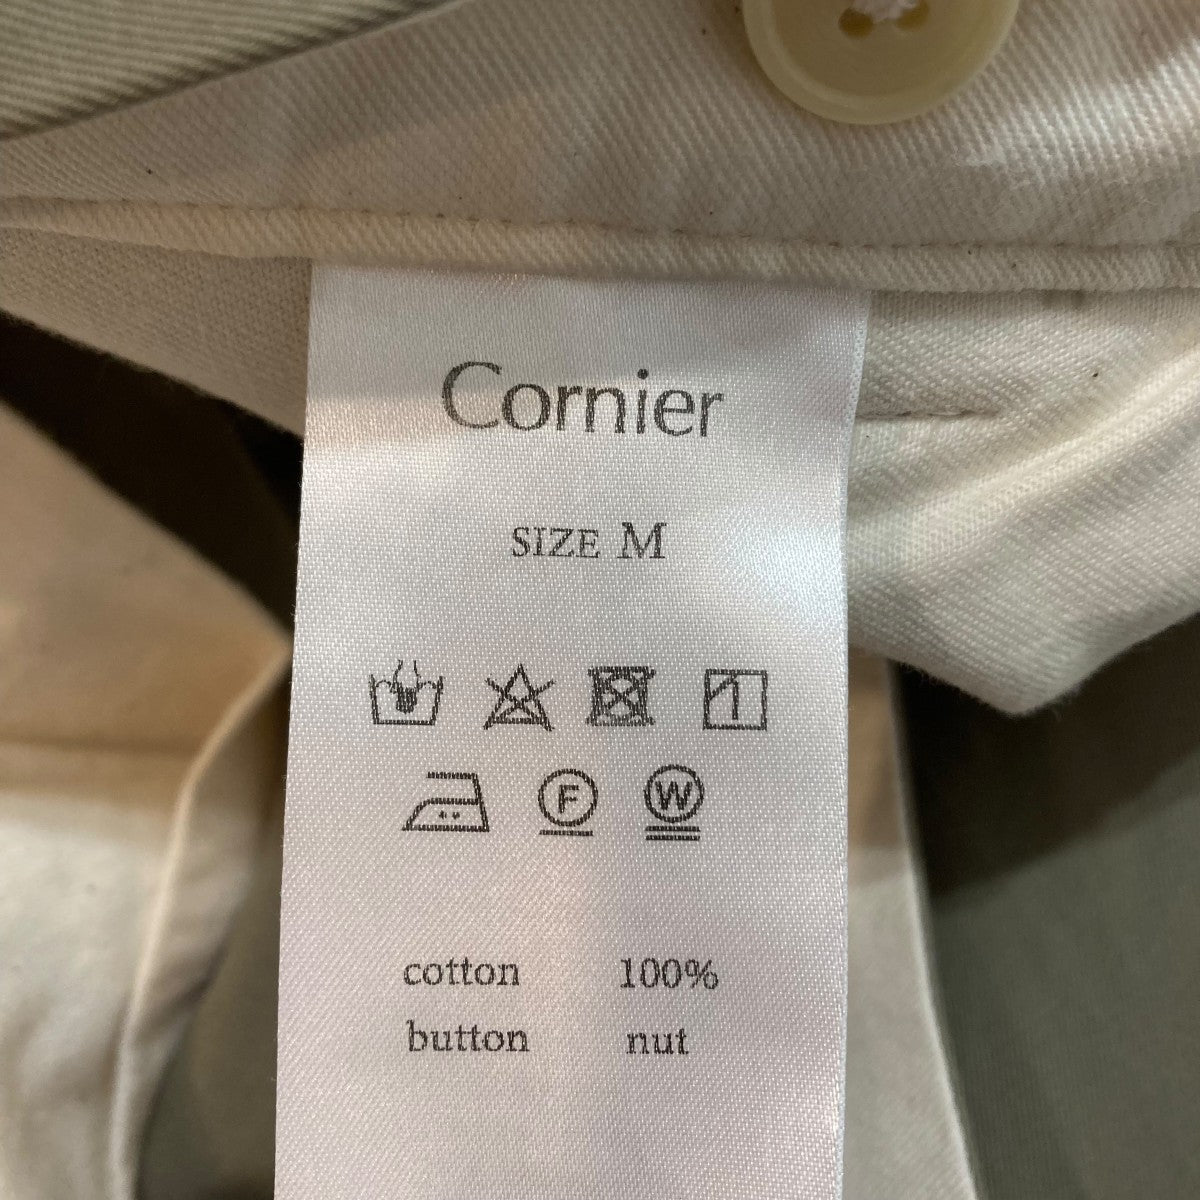 Cornier
SIZE M
F W
cotton 100%
button nut